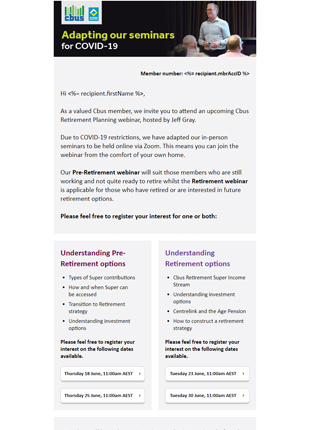 cbus
Adapting our seminars
for COVID-19
Member number: <%= recipient.mbrAccID %>
Hi <%= recipient.firstName %>,
As a valued Cbus member, we invite you to attend an upcoming Cbus
Retirement Planning webinar, hosted by Jeff Gray.
Due to COVID-19 restrictions, we have adapted our in-person
seminars to be held online via Zoom. This means you can join the
webinar from the comfort of your own home.
Our Pre-Retirement webinar will suit those members who are still
working and not quite ready to retire whilst the Retirement webinar
is applicable for those who have retired or are interested in future
retirement options.
Please feel free to register your interest for one or both:
Understanding Pre-
Retirement options
• Types of Super contributions
• How and when Super can
be accessed
• Transition to Retirement
strategy
• Understanding investment
options
Please feel free to register your
interest on the following dates
available.
Thursday 18 June, 11:00am AEST
Thursday 25 June, 11:00am AEST
Understanding
Retirement options
• Cbus Retirement Super Income
Stream
• Understanding investment
options
• Centrelink and the Age Pension
• How to construct a retirement
strategy
Please feel free to register your
interest on the following dates
available.
Tuesday 23 June, 11:00am AEST
Tuesday 30 June, 11:00am AEST